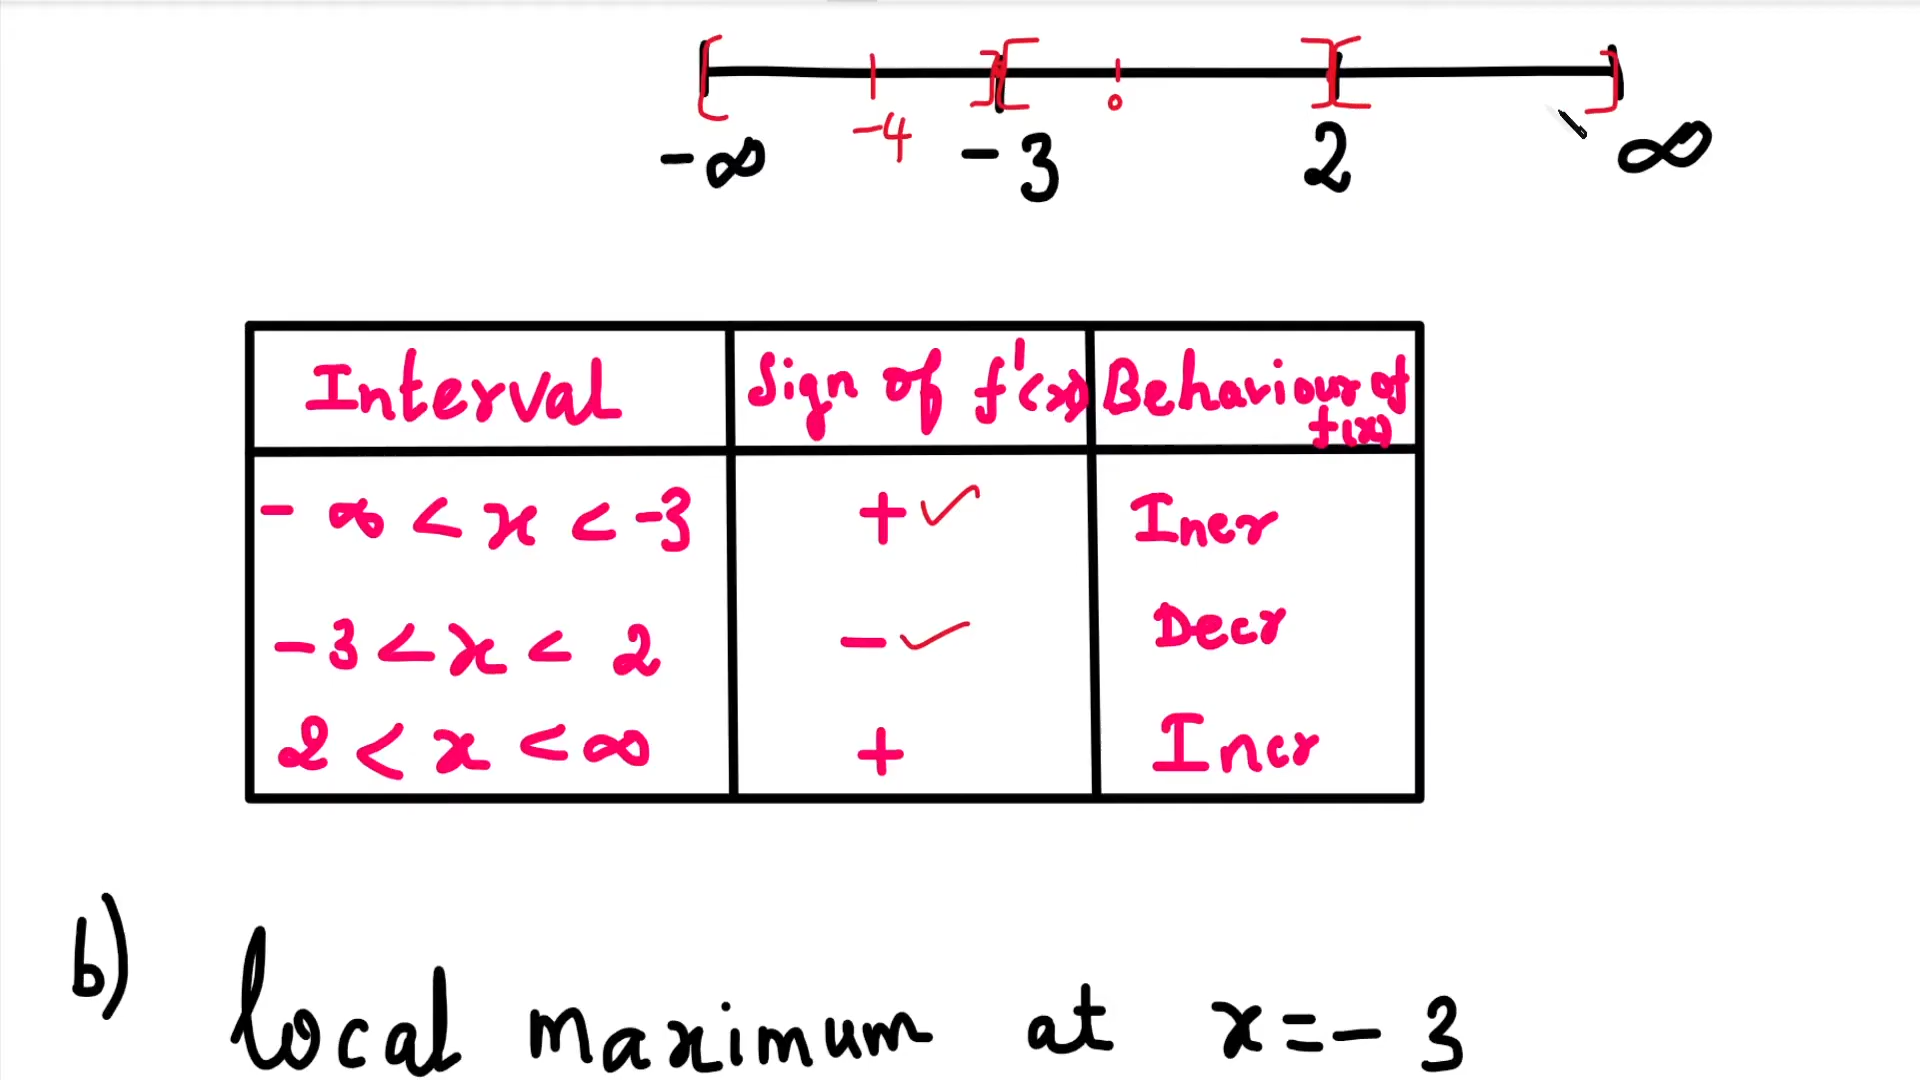 -4 0
-∞ -3 2 ∞
Interval Sign of f'(x) Behaviour of f(x)
-∞ < x < -3 + ✓ Incr
-3 < x < 2 - ✓ Decr
2 < x < ∞ + Incr
b) local maximum at x = -3